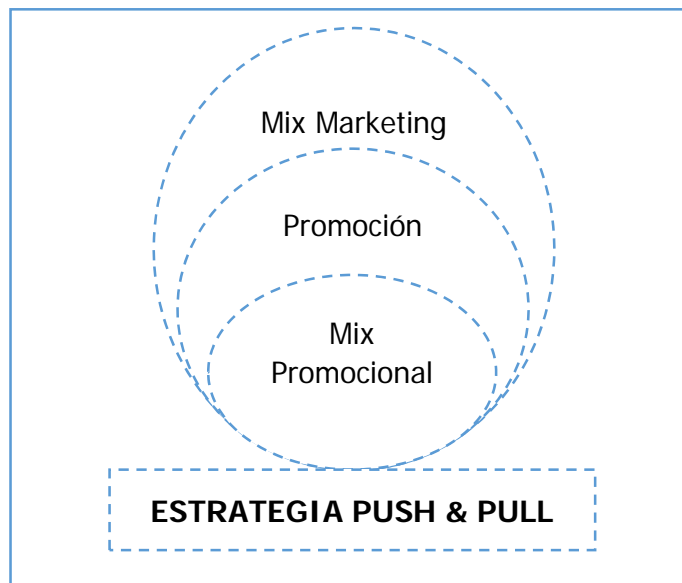 Mix Marketing
Promoción
Mix
Promocional
ESTRATEGIA PUSH & PULL